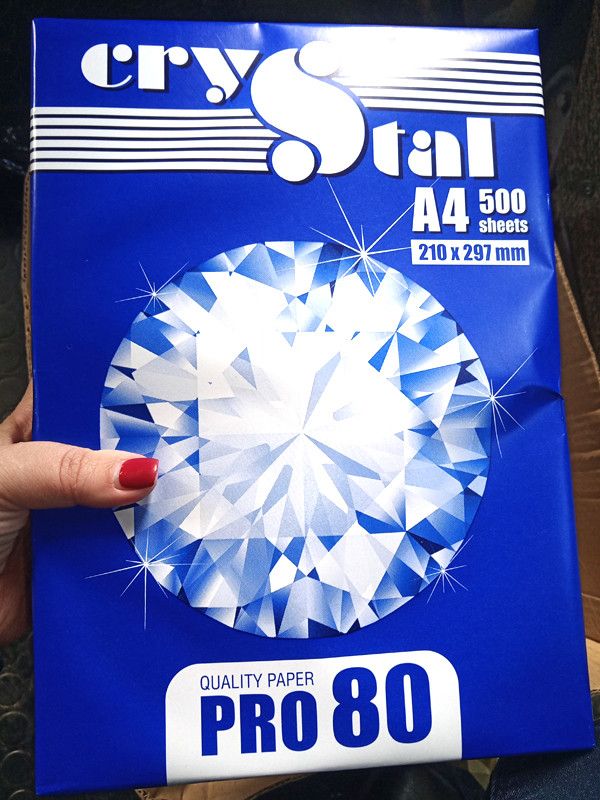 cryStal
A4 500 sheets
210 x 297 mm
QUALITY PAPER
PRO 80